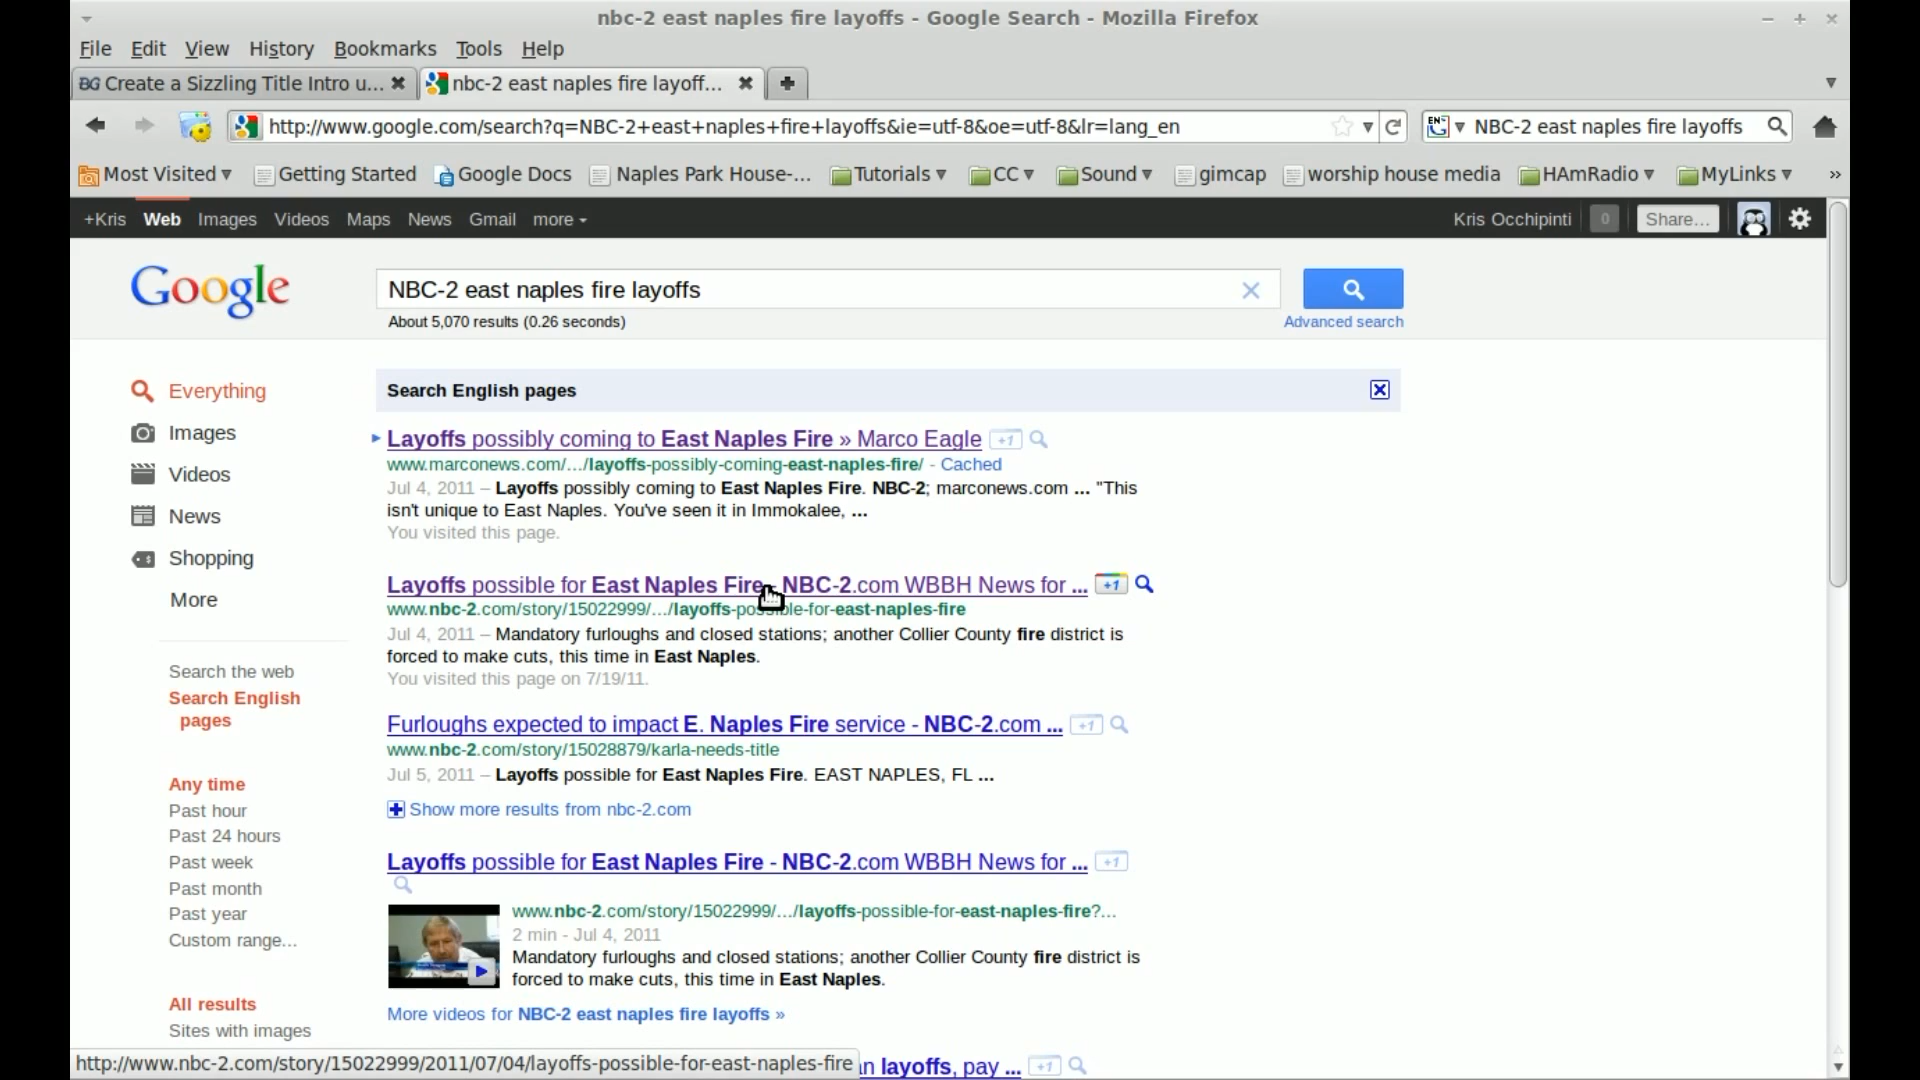 nbc-2 east naples fire layoffs - Google Search - Mozilla Firefox
File Edit View History Bookmarks Tools Help
BG Create a Sizzling Title Intro u... nbc-2 east naples fire layoff...
http://www.google.com/search?q=NBC-2+east+naples+fire+layoffs&ie=utf-8&oe=utf-8&lr=lang_en NBC-2 east naples fire layoffs
Most Visited Getting Started Google Docs Naples Park House-... Tutorials CC Sound gimcap worship house media HAmRadio MyLinks »
+Kris Web Images Videos Maps News Gmail more Kris Occhipinti 0 Share...
Google
NBC-2 east naples fire layoffs
About 5,070 results (0.26 seconds) Advanced search
Everything
Images
Videos
News
Shopping
More
Search the web
Search English
pages
Any time
Past hour
Past 24 hours
Past week
Past month
Past year
Custom range...
All results
Sites with images
Search English pages
Layoffs possibly coming to East Naples Fire » Marco Eagle +1
www.marconews.com/.../layoffs-possibly-coming-east-naples-fire/ - Cached
Jul 4, 2011 – Layoffs possibly coming to East Naples Fire. NBC-2; marconews.com ... "This
isn't unique to East Naples. You've seen it in Immokalee, ...
You visited this page.
Layoffs possible for East Naples Fire - NBC-2.com WBBH News for ... +1
www.nbc-2.com/story/15022999/.../layoffs-possible-for-east-naples-fire
Jul 4, 2011 – Mandatory furloughs and closed stations; another Collier County fire district is
forced to make cuts, this time in East Naples.
You visited this page on 7/19/11.
Furloughs expected to impact E. Naples Fire service - NBC-2.com ... +1
www.nbc-2.com/story/15028879/karla-needs-title
Jul 5, 2011 – Layoffs possible for East Naples Fire. EAST NAPLES, FL ...
Show more results from nbc-2.com
Layoffs possible for East Naples Fire - NBC-2.com WBBH News for ... +1
www.nbc-2.com/story/15022999/.../layoffs-possible-for-east-naples-fire?...
2 min - Jul 4, 2011
Mandatory furloughs and closed stations; another Collier County fire district is
forced to make cuts, this time in East Naples.
More videos for NBC-2 east naples fire layoffs »
http://www.nbc-2.com/story/15022999/2011/07/04/layoffs-possible-for-east-naples-fire layoffs, pay ... +1